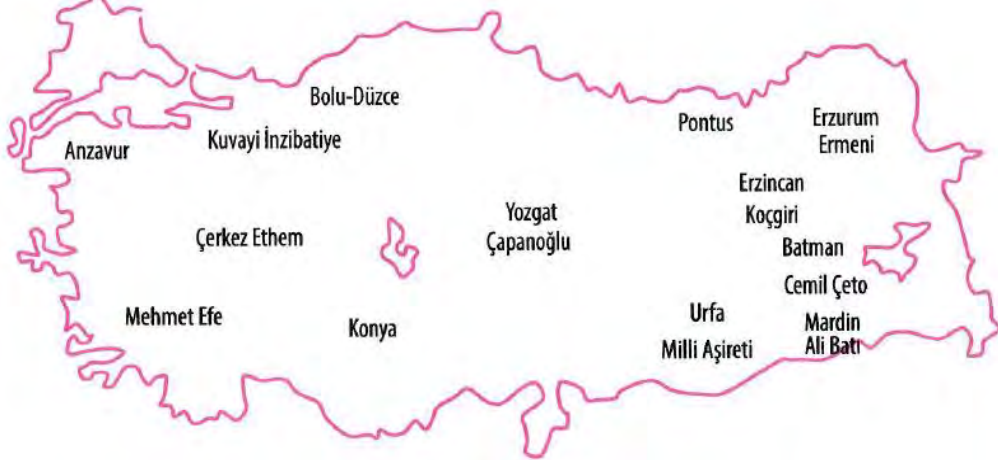 Bolu-Düzce
Anzavur
Kuvayi İnzibatiye
Pontus
Erzurum
Ermeni
Erzincan
Koçgiri
Çerkez Ethem
Yozgat
Çapanoğlu
Batman
Cemil Çeto
Mehmet Efe
Konya
Urfa
Milli Aşireti
Mardin
Ali Batı